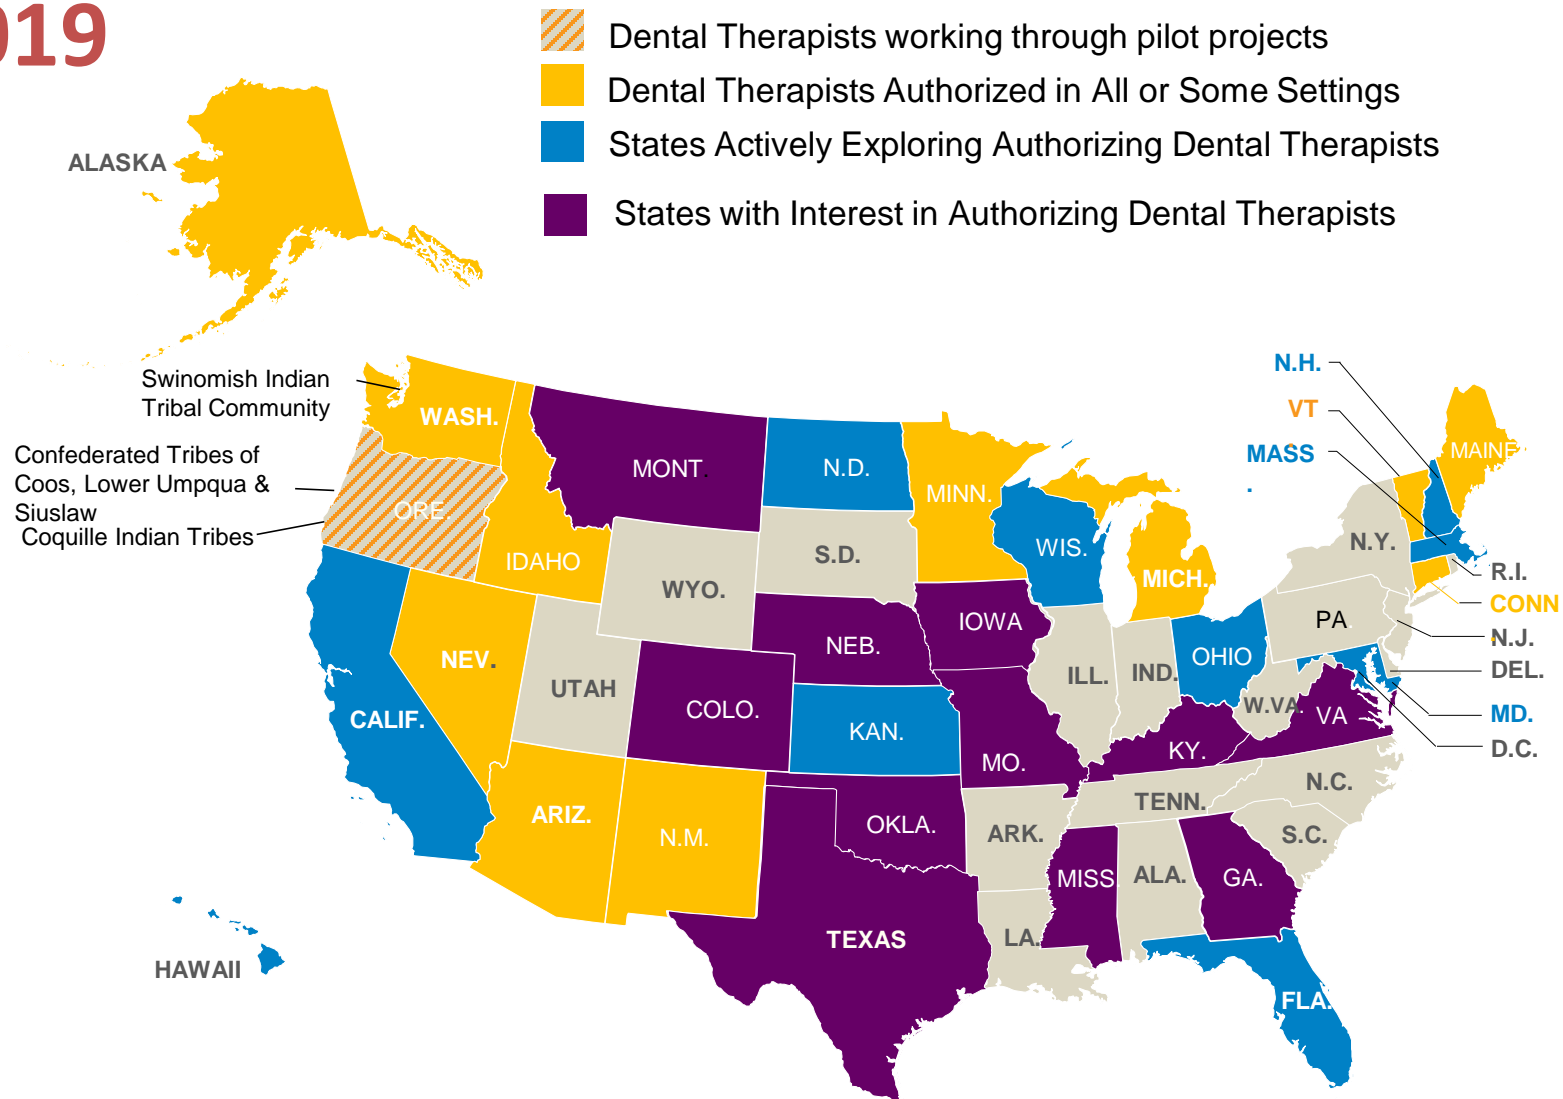 019
Dental Therapists working through pilot projects
Dental Therapists Authorized in All or Some Settings
States Actively Exploring Authorizing Dental Therapists
States with Interest in Authorizing Dental Therapists
ALASKA
Swinomish Indian
Tribal Community
Confederated Tribes of
Coos, Lower Umpqua &
Siuslaw
Coquille Indian Tribes
N.H.
VT
MASS
.
WASH.
MONT.
N.D.
MINN.
MAINE
ORE.
IDAHO
WYO.
S.D.
WIS.
MICH.
N.Y.
R.I.
CONN
N.J.
DEL.
MD.
D.C.
NEV.
UTAH
COLO.
NEB.
IOWA
ILL.
IND.
OHIO
PA.
W.VA.
VA
CALIF.
KAN.
MO.
KY.
ARIZ.
N.M.
OKLA.
ARK.
TENN.
N.C.
S.C.
MISS.
ALA.
GA.
TEXAS
LA.
FLA.
HAWAII